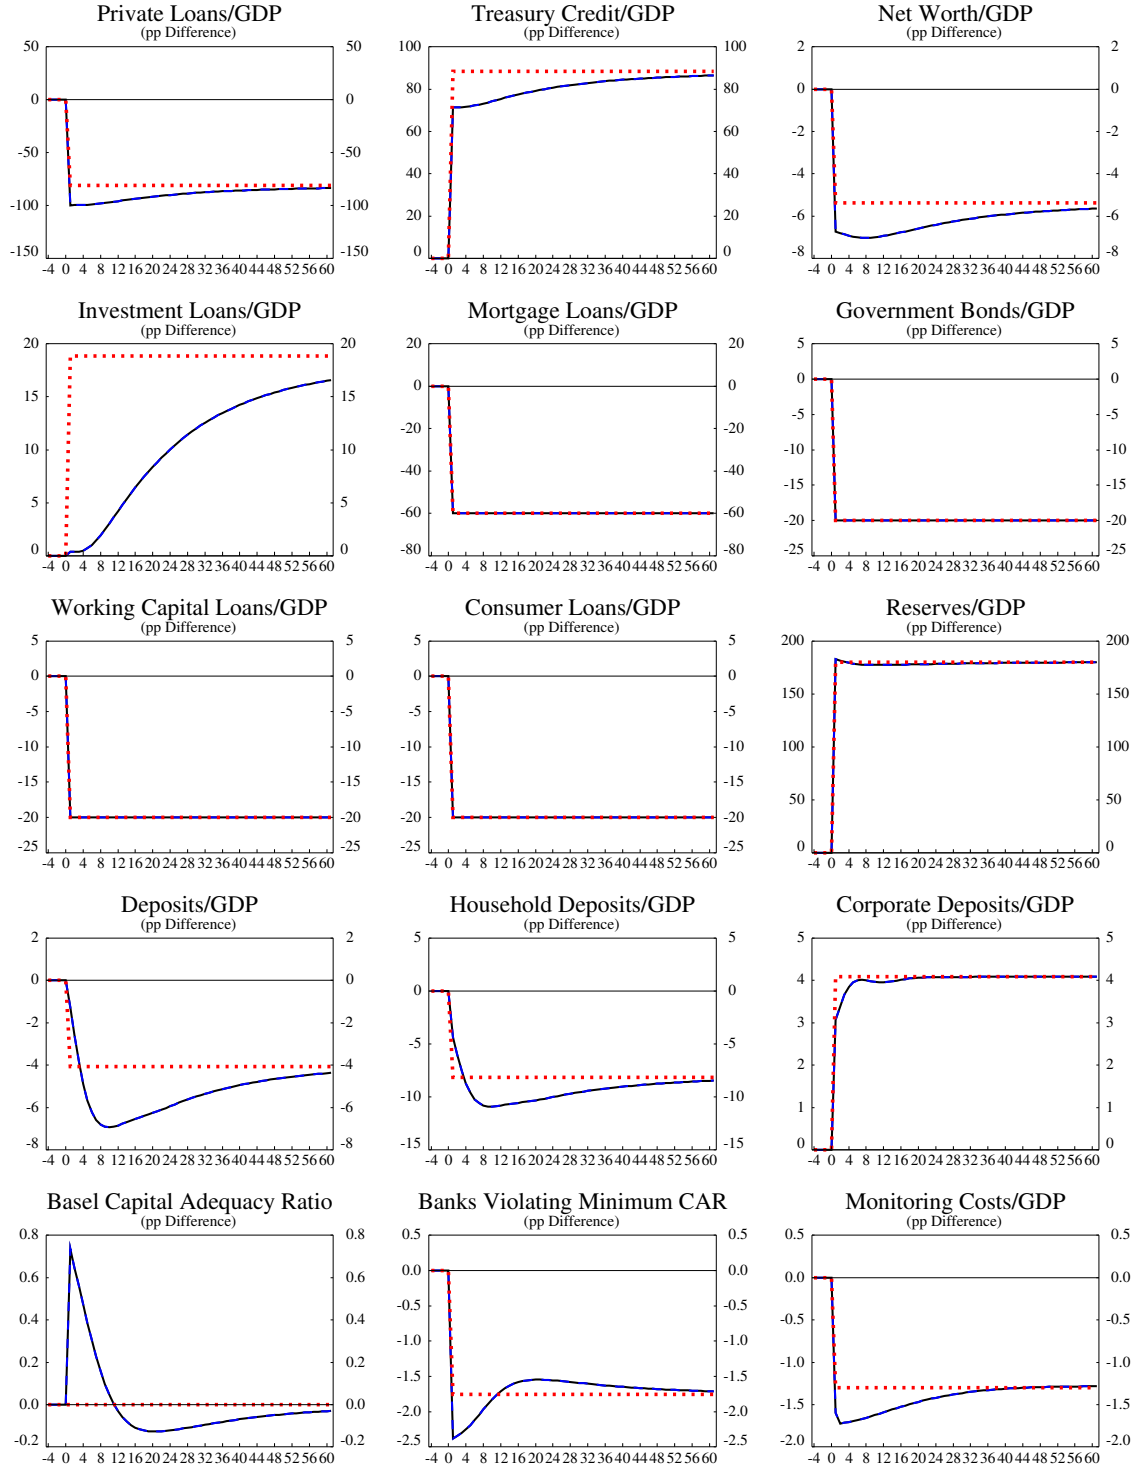 Private Loans/GDP
(pp Difference)
50 50
0 0
-50 -50
-100 -100
-150 -150
-4 0 4 8 12 16 20 24 28 32 36 40 44 48 52 56 60
Treasury Credit/GDP
(pp Difference)
100 100
80 80
60 60
40 40
20 20
0 0
-4 0 4 8 12 16 20 24 28 32 36 40 44 48 52 56 60
Net Worth/GDP
(pp Difference)
2 2
0 0
-2 -2
-4 -4
-6 -6
-8 -8
-4 0 4 8 12 16 20 24 28 32 36 40 44 48 52 56 60
Investment Loans/GDP
(pp Difference)
20 20
15 15
10 10
5 5
0 0
-4 0 4 8 12 16 20 24 28 32 36 40 44 48 52 56 60
Mortgage Loans/GDP
(pp Difference)
20 20
0 0
-20 -20
-40 -40
-60 -60
-80 -80
-4 0 4 8 12 16 20 24 28 32 36 40 44 48 52 56 60
Government Bonds/GDP
(pp Difference)
5 5
0 0
-5 -5
-10 -10
-15 -15
-20 -20
-25 -25
-4 0 4 8 12 16 20 24 28 32 36 40 44 48 52 56 60
Working Capital Loans/GDP
(pp Difference)
5 5
0 0
-5 -5
-10 -10
-15 -15
-20 -20
-25 -25
-4 0 4 8 12 16 20 24 28 32 36 40 44 48 52 56 60
Consumer Loans/GDP
(pp Difference)
5 5
0 0
-5 -5
-10 -10
-15 -15
-20 -20
-25 -25
-4 0 4 8 12 16 20 24 28 32 36 40 44 48 52 56 60
Reserves/GDP
(pp Difference)
200 200
150 150
100 100
50 50
0 0
-4 0 4 8 12 16 20 24 28 32 36 40 44 48 52 56 60
Deposits/GDP
(pp Difference)
2 2
0 0
-2 -2
-4 -4
-6 -6
-8 -8
-4 0 4 8 12 16 20 24 28 32 36 40 44 48 52 56 60
Household Deposits/GDP
(pp Difference)
5 5
0 0
-5 -5
-10 -10
-15 -15
-4 0 4 8 12 16 20 24 28 32 36 40 44 48 52 56 60
Corporate Deposits/GDP
(pp Difference)
5 5
4 4
3 3
2 2
1 1
0 0
-4 0 4 8 12 16 20 24 28 32 36 40 44 48 52 56 60
Basel Capital Adequacy Ratio
(pp Difference)
0.8 0.8
0.6 0.6
0.4 0.4
0.2 0.2
0.0 0.0
-0.2 -0.2
-4 0 4 8 12 16 20 24 28 32 36 40 44 48 52 56 60
Banks Violating Minimum CAR
(pp Difference)
0.5 0.5
0.0 0.0
-0.5 -0.5
-1.0 -1.0
-1.5 -1.5
-2.0 -2.0
-2.5 -2.5
-4 0 4 8 12 16 20 24 28 32 36 40 44 48 52 56 60
Monitoring Costs/GDP
(pp Difference)
0.5 0.5
0.0 0.0
-0.5 -0.5
-1.0 -1.0
-1.5 -1.5
-2.0 -2.0
-4 0 4 8 12 16 20 24 28 32 36 40 44 48 52 56 60